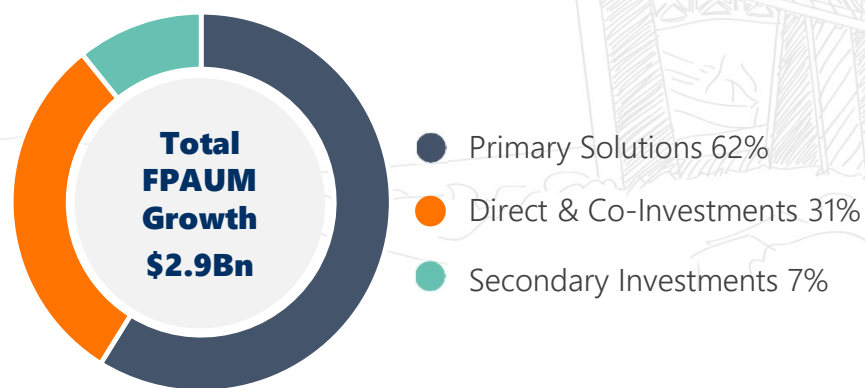 Total
FPAUM
Growth
$2.9Bn
Primary Solutions 62%
Direct & Co-Investments 31%
Secondary Investments 7%